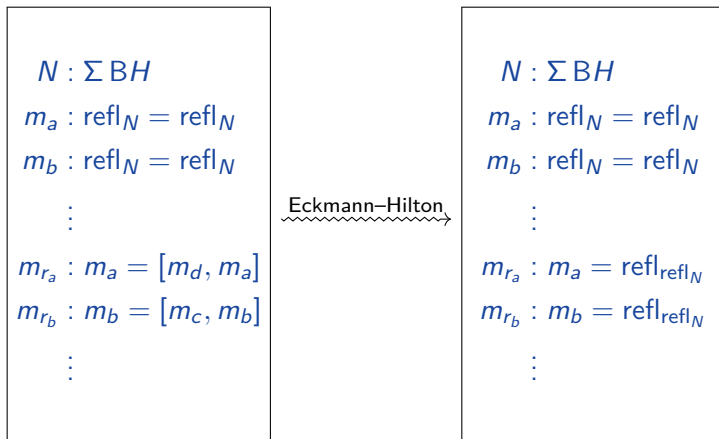 N : Σ BH
m_a : refl_N = refl_N
m_b : refl_N = refl_N
⋮
m_{r_a} : m_a = [m_d, m_a]
m_{r_b} : m_b = [m_c, m_b]
⋮
Eckmann–Hilton
N : Σ BH
m_a : refl_N = refl_N
m_b : refl_N = refl_N
⋮
m_{r_a} : m_a = refl_{refl_N}
m_{r_b} : m_b = refl_{refl_N}
⋮